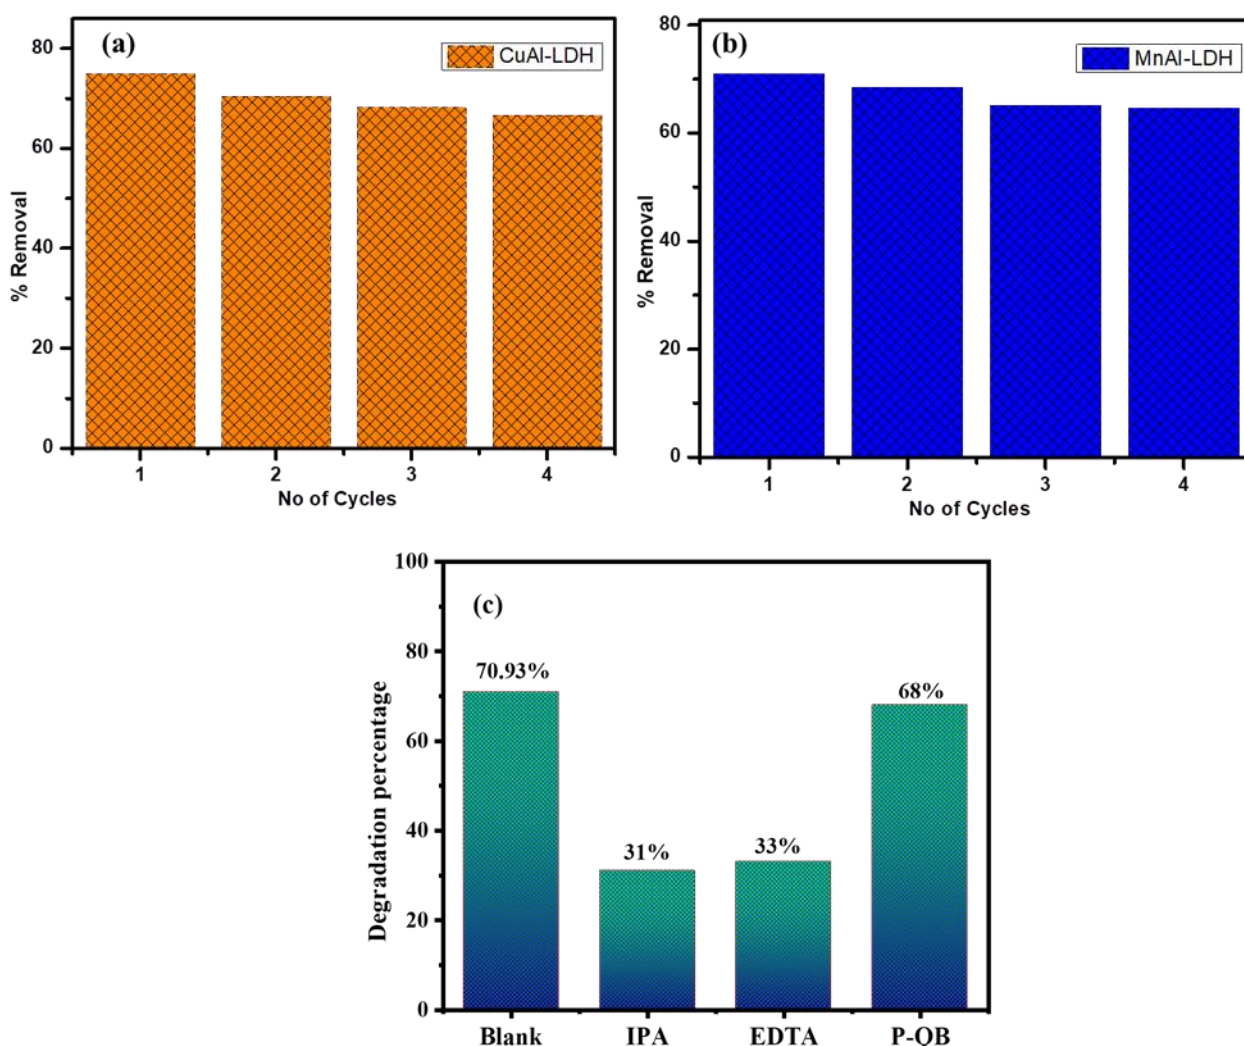 (a)
CuAl-LDH
80
60
40
20
0
% Removal
1 2 3 4
No of Cycles
(b)
MnAl-LDH
80
60
40
20
0
% Removal
1 2 3 4
No of Cycles
(c)
100
80
60
40
20
0
Degradation percentage
70.93%
31%
33%
68%
Blank IPA EDTA P-QB